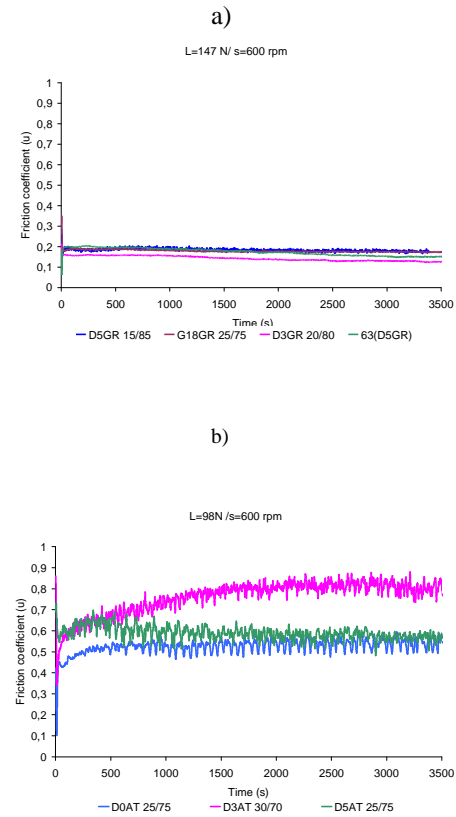 a)
L=147 N/ s=600 rpm
Friction coefficient (u)
1
0,9
0,8
0,7
0,6
0,5
0,4
0,3
0,2
0,1
0
0 500 1000 1500 2000 2500 3000 3500
Time (s)
D5GR 15/85 G18GR 25/75 D3GR 20/80 63(D5GR)
b)
L=98N /s=600 rpm
Friction coefficient (u)
1
0,9
0,8
0,7
0,6
0,5
0,4
0,3
0,2
0,1
0
0 500 1000 1500 2000 2500 3000 3500
Time (s)
D0AT 25/75 D3AT 30/70 D5AT 25/75